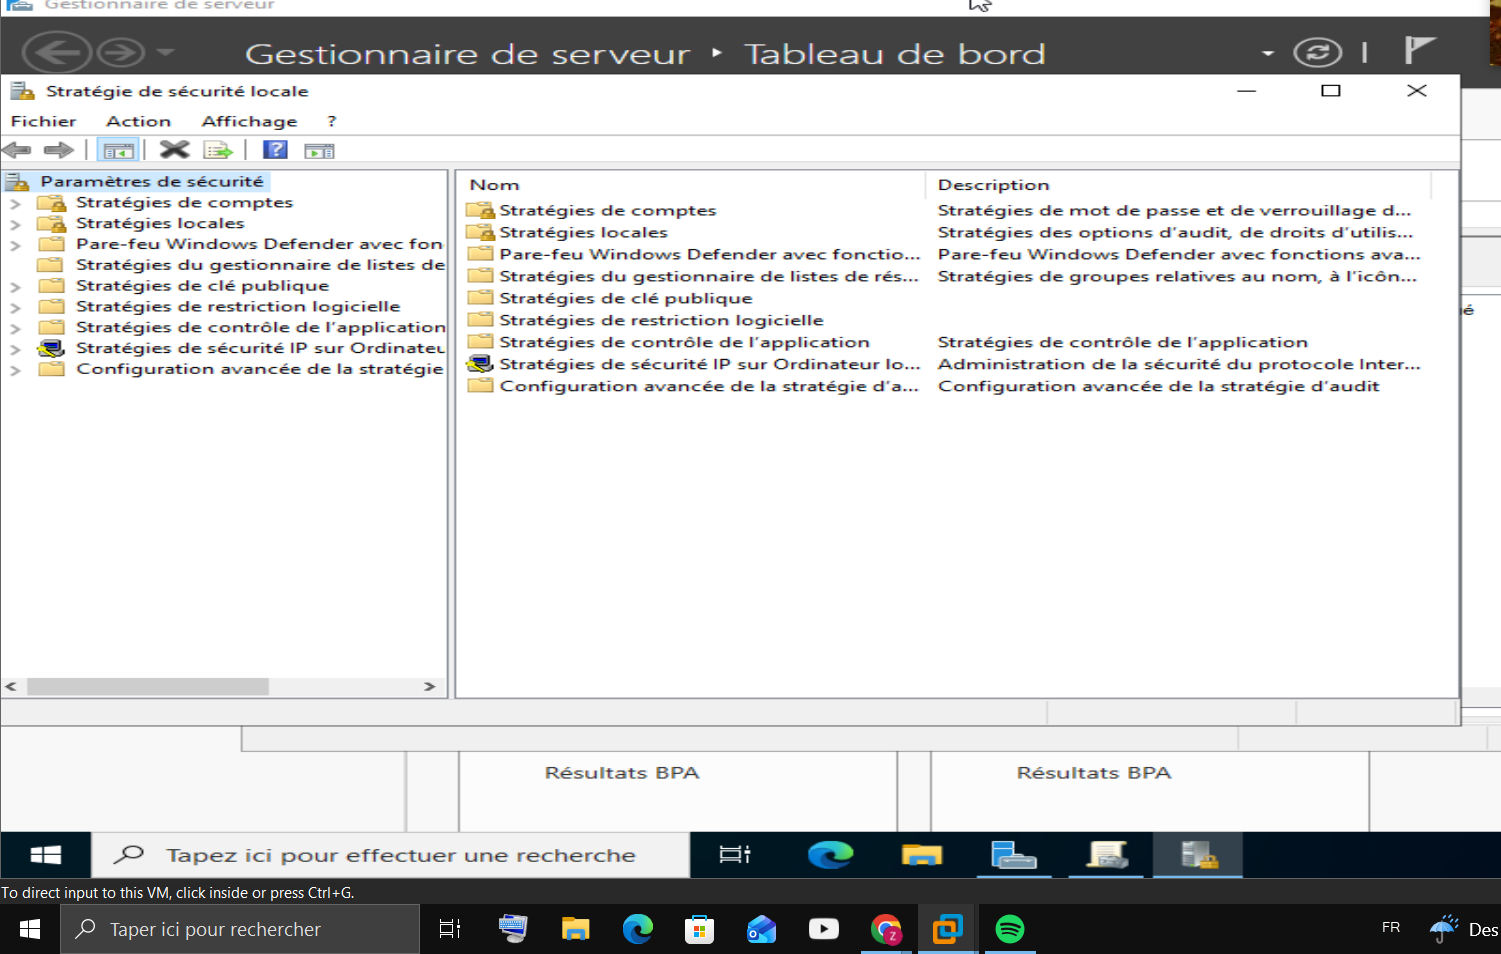 Gestionnaire de serveur
Gestionnaire de serveur ‣ Tableau de bord
Stratégie de sécurité locale
Fichier Action Affichage ?
Paramètres de sécurité
Stratégies de comptes
Stratégies locales
Pare-feu Windows Defender avec fon
Stratégies du gestionnaire de listes de
Stratégies de clé publique
Stratégies de restriction logicielle
Stratégies de contrôle de l'application
Stratégies de sécurité IP sur Ordinateu
Configuration avancée de la stratégie
Nom Description
Stratégies de comptes Stratégies de mot de passe et de verrouillage d...
Stratégies locales Stratégies des options d'audit, de droits d'utilis...
Pare-feu Windows Defender avec fonctio... Pare-feu Windows Defender avec fonctions ava...
Stratégies du gestionnaire de listes de rés... Stratégies de groupes relatives au nom, à l'icôn...
Stratégies de clé publique
Stratégies de restriction logicielle
Stratégies de contrôle de l'application Stratégies de contrôle de l'application
Stratégies de sécurité IP sur Ordinateur lo... Administration de la sécurité du protocole Inter...
Configuration avancée de la stratégie d'a... Configuration avancée de la stratégie d'audit
é
Résultats BPA Résultats BPA
Tapez ici pour effectuer une recherche
To direct input to this VM, click inside or press Ctrl+G.
Taper ici pour rechercher
z
FR
Des